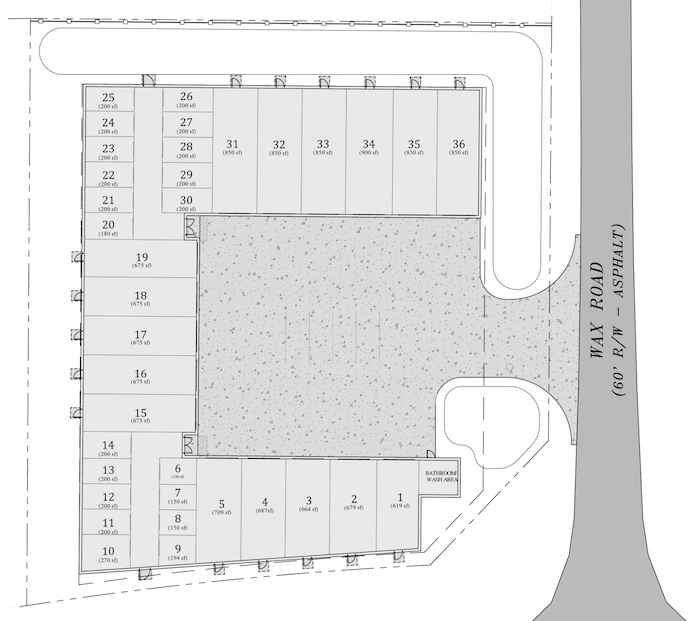 25
(200 sf)
26
(200 sf)
24
(200 sf)
27
(200 sf)
23
(200 sf)
28
(200 sf)
22
(200 sf)
29
(200 sf)
21
(200 sf)
30
(200 sf)
20
(180 sf)
31
(850 sf)
32
(850 sf)
33
(850 sf)
34
(900 sf)
35
(850 sf)
36
(850 sf)
19
(675 sf)
18
(675 sf)
17
(675 sf)
16
(675 sf)
15
(675 sf)
14
(200 sf)
13
(200 sf)
12
(200 sf)
11
(200 sf)
10
(270 sf)
6
7
(150 sf)
8
(150 sf)
9
(194 sf)
5
(709 sf)
4
(687sf)
3
(664 sf)
2
(679 sf)
1
(619 sf)
BATHROOM/
WASH AREA
WAX ROAD
(60' R/W - ASPHALT)